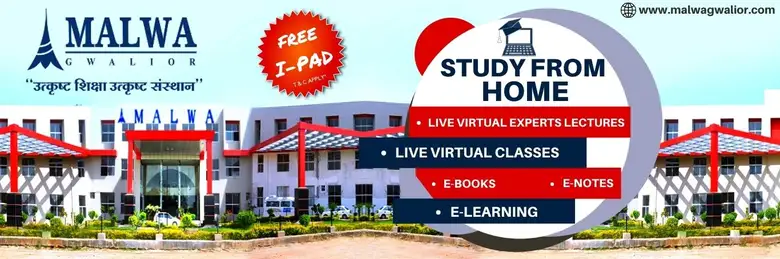 www.malwagwalior.com
MALWA
GWALIOR
"उत्कृष्ट शिक्षा उत्कृष्ट संस्थान"
FREE
I-PAD
T & C APPLY*
STUDY FROM
HOME
• LIVE VIRTUAL EXPERTS LECTURES
• LIVE VIRTUAL CLASSES
• E-BOOKS • E-NOTES
• E-LEARNING
MALWA